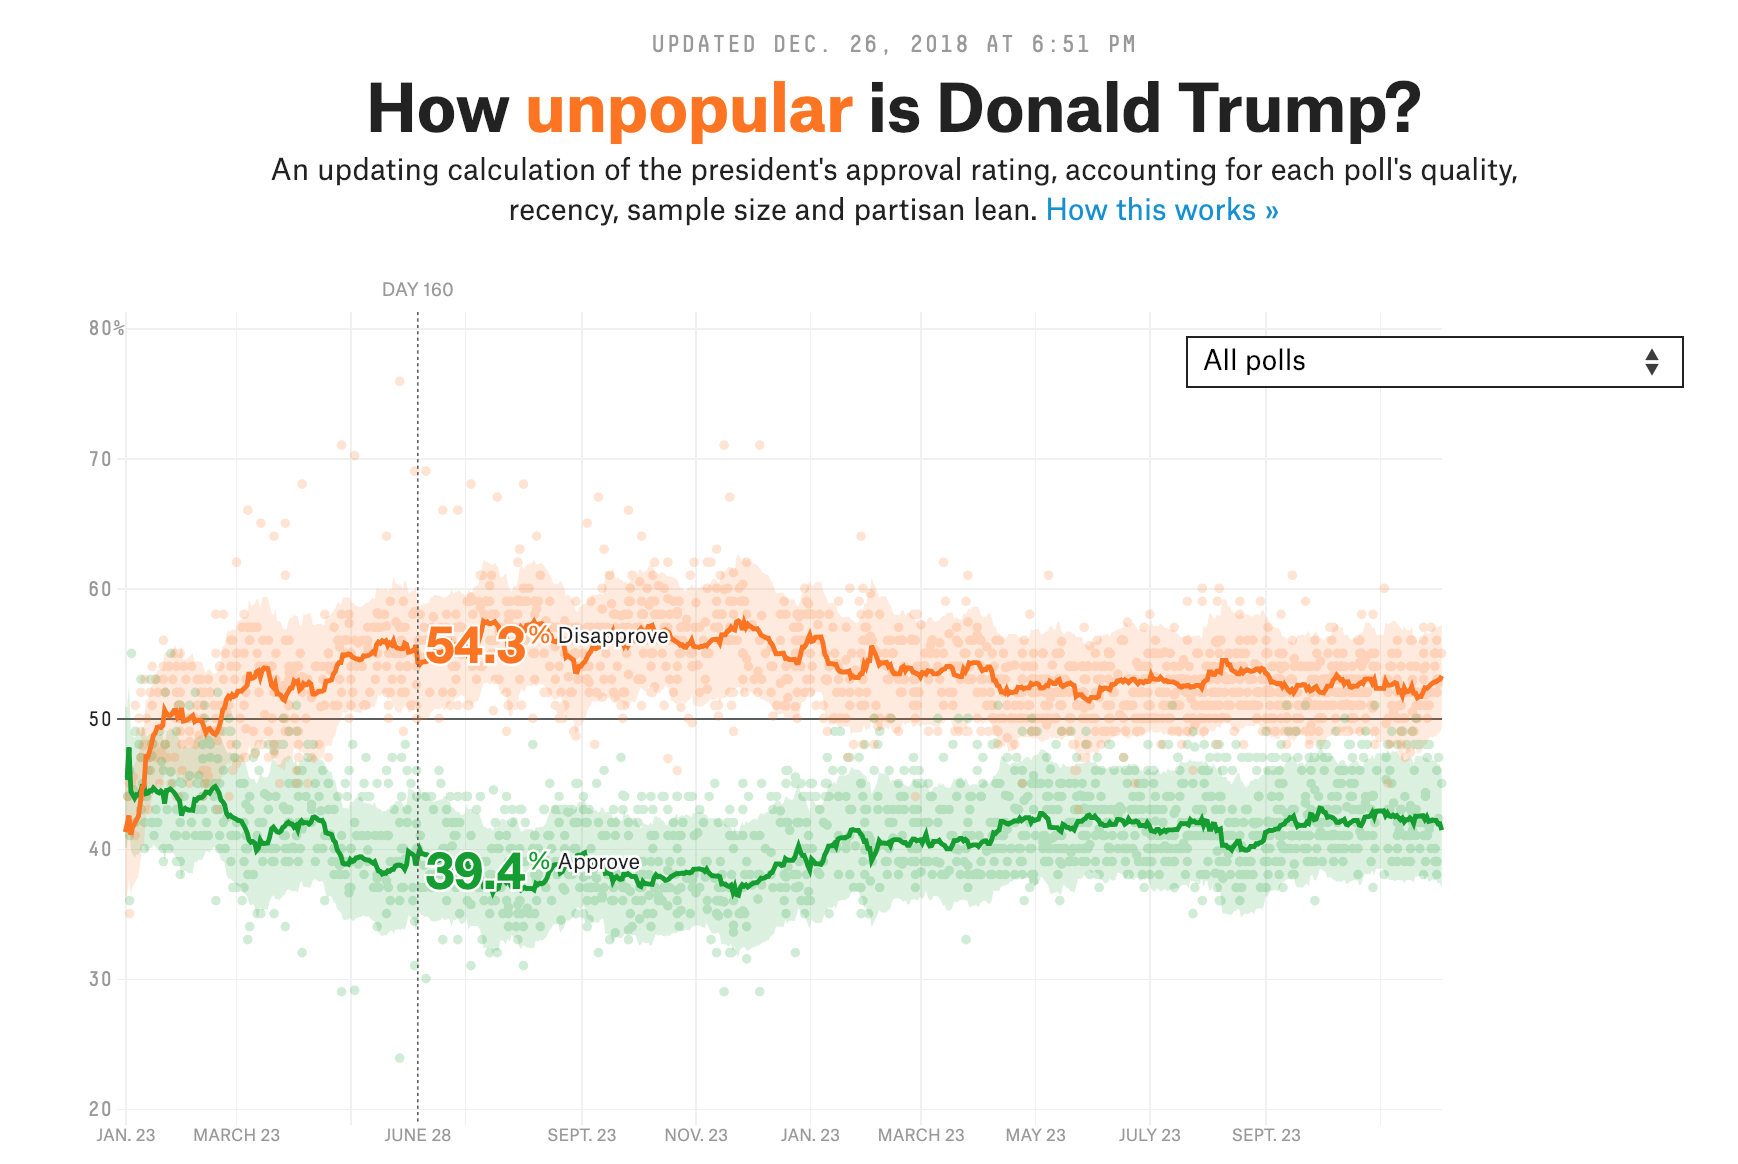 UPDATED DEC. 26, 2018 AT 6:51 PM
How unpopular is Donald Trump?
An updating calculation of the president's approval rating, accounting for each poll's quality,
recency, sample size and partisan lean. How this works »
DAY 160
80%
All polls
70
60
54.3% Disapprove
50
40
39.4% Approve
30
20
JAN. 23 MARCH 23 JUNE 28 SEPT. 23 NOV. 23 JAN. 23 MARCH 23 MAY 23 JULY 23 SEPT. 23